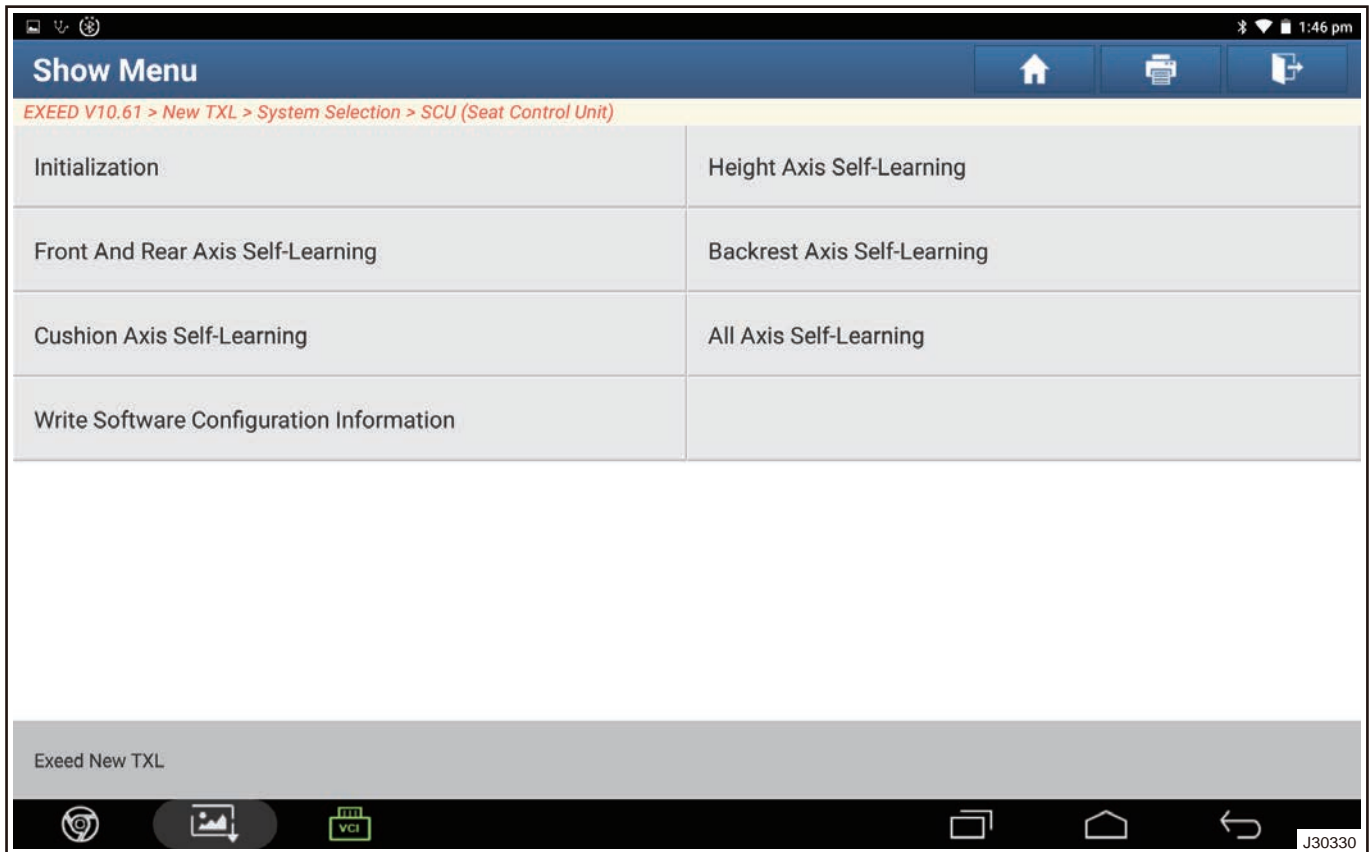 1:46 pm
Show Menu
EXEED V10.61 > New TXL > System Selection > SCU (Seat Control Unit)
Initialization
Height Axis Self-Learning
Front And Rear Axis Self-Learning
Backrest Axis Self-Learning
Cushion Axis Self-Learning
All Axis Self-Learning
Write Software Configuration Information
Exeed New TXL
VCI
J30330